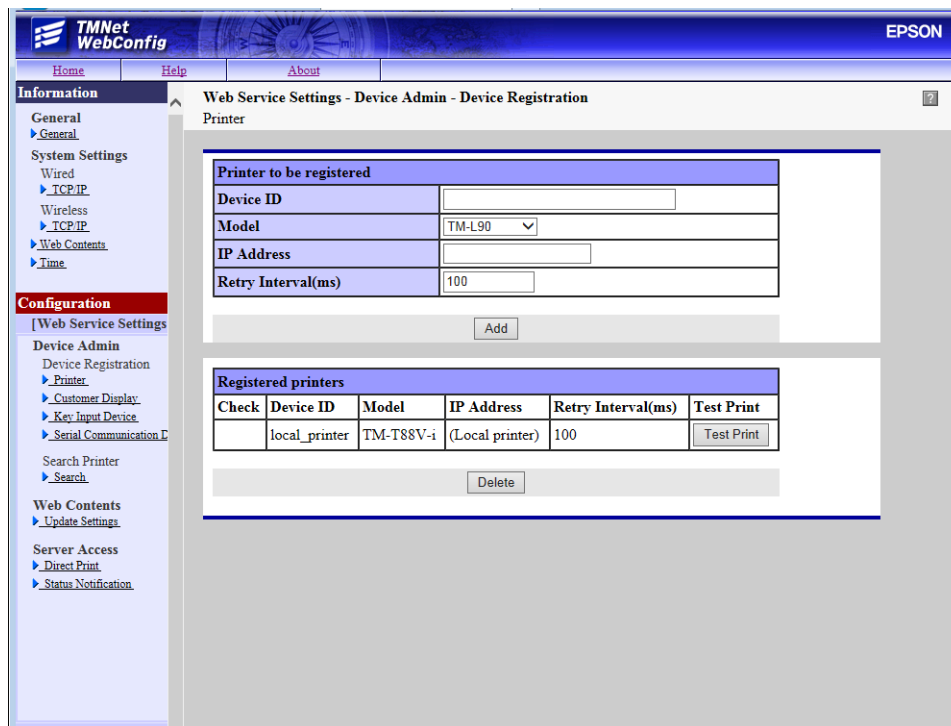 TMNet
WebConfig
EPSON
Home Help About
Information
General
General
System Settings
Wired
TCP/IP
Wireless
TCP/IP
Web Contents
Time
Configuration
[Web Service Settings
Device Admin
Device Registration
Printer
Customer Display
Key Input Device
Serial Communication D
Search Printer
Search
Web Contents
Update Settings
Server Access
Direct Print
Status Notification
Web Service Settings - Device Admin - Device Registration
?
Printer
Printer to be registered
Device ID
Model TM-L90
IP Address
Retry Interval(ms) 100
Add
Registered printers
Check Device ID Model IP Address Retry Interval(ms) Test Print
local_printer TM-T88V-i (Local printer) 100 Test Print
Delete